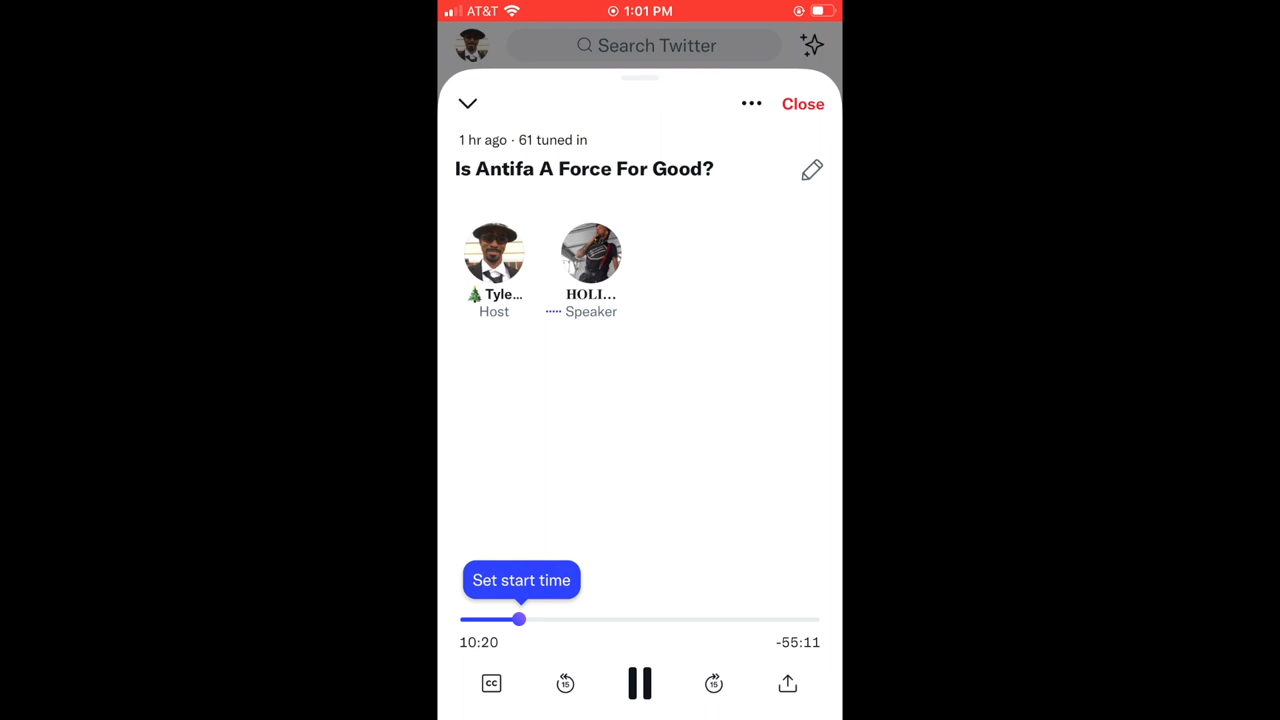 AT&T 1:01 PM
Search Twitter
Close
1 hr ago · 61 tuned in
Is Antifa A Force For Good?
🎄 Tyle... 𝐇𝐎𝐋𝐈...
Host Speaker
Set start time
10:20 -55:11
CC 15 15